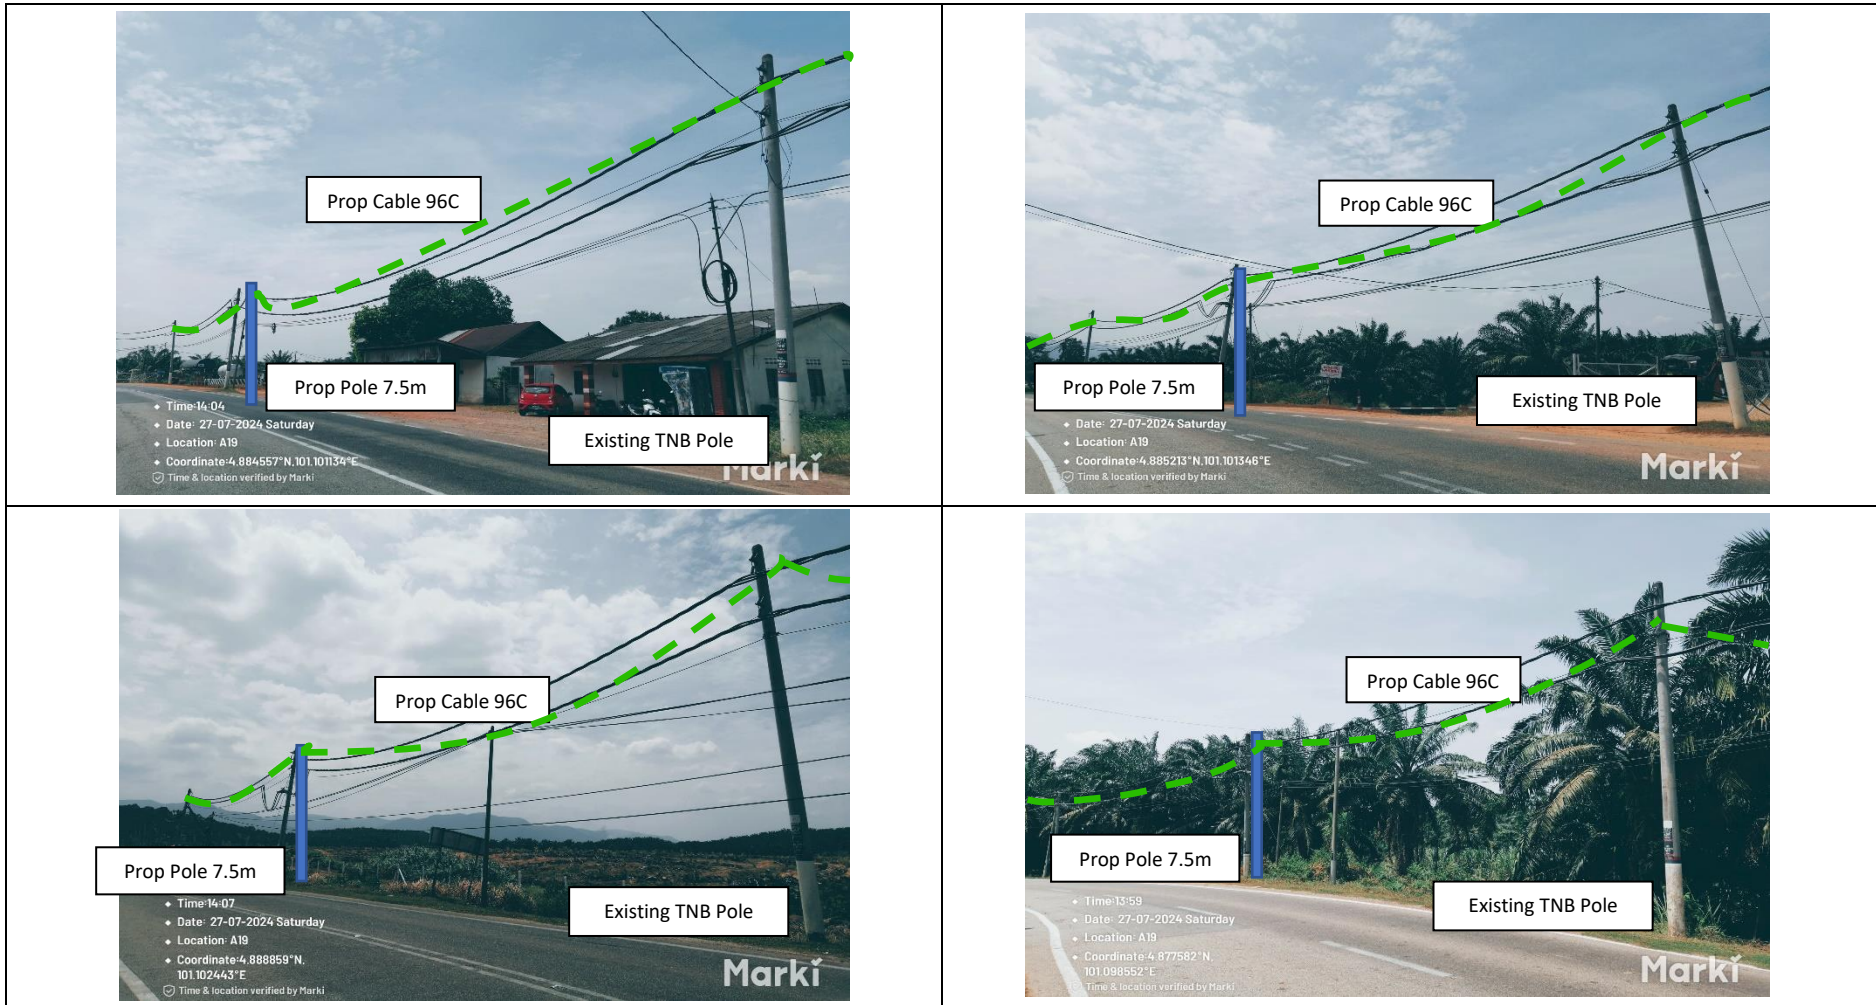 Prop Cable 96C
Prop Pole 7.5m
Existing TNB Pole
Time:14:04
Date: 27-07-2024 Saturday
Location: A19
Coordinate:4.884557°N,101.101134°E
Time & location verified by Marki
Marki
Prop Cable 96C
Prop Pole 7.5m
Existing TNB Pole
Date: 27-07-2024 Saturday
Location: A19
Coordinate:4.885213°N,101.101346°E
Time & location verified by Marki
Marki
Prop Cable 96C
Prop Pole 7.5m
Existing TNB Pole
Time:14:07
Date: 27-07-2024 Saturday
Location: A19
Coordinate:4.888859°N,
101.102443°E
Time & location verified by Marki
Marki
Prop Cable 96C
Prop Pole 7.5m
Existing TNB Pole
Time:13:59
Date: 27-07-2024 Saturday
Location: A19
Coordinate:4.877582°N,
101.098552°E
Time & location verified by Marki
Marki